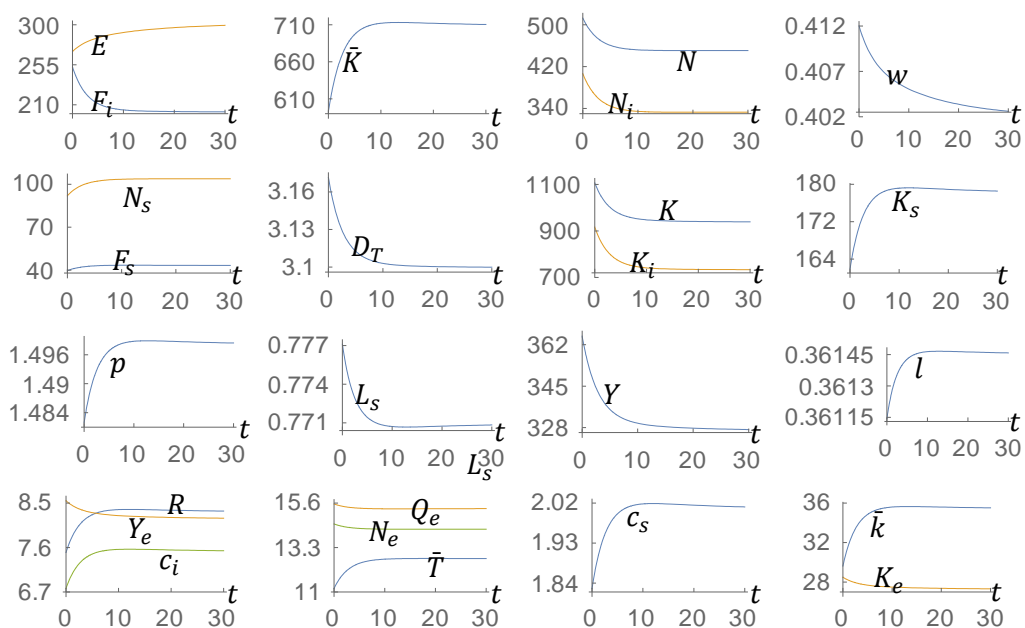 300
255
210
E
F_i
0 10 20 30
t
710
660
610
K̄
0 10 20 30
t
500
420
340
N
N_i
0 10 20 30
t
0.412
0.407
0.402
w
0 10 20 30
t
100
70
40
N_s
F_s
0 10 20 30
t
3.16
3.13
3.1
D_T
0 10 20 30
t
1100
900
700
K
K_i
0 10 20 30
t
180
172
164
K_s
0 10 20 30
t
1.496
1.49
1.484
p
0 10 20 30
t
0.777
0.774
0.771
L_s
0 10 20 30
t
L_s
362
345
328
Y
0 10 20 30
t
0.36145
0.3613
0.36115
l
0 10 20 30
t
8.5
7.6
6.7
R
Y_e
c_i
0 10 20 30
t
15.6
13.3
11
Q_e
N_e
T̄
0 10 20 30
t
2.02
1.93
1.84
c_s
0 10 20 30
t
36
32
28
k̄
K_e
0 10 20 30
t